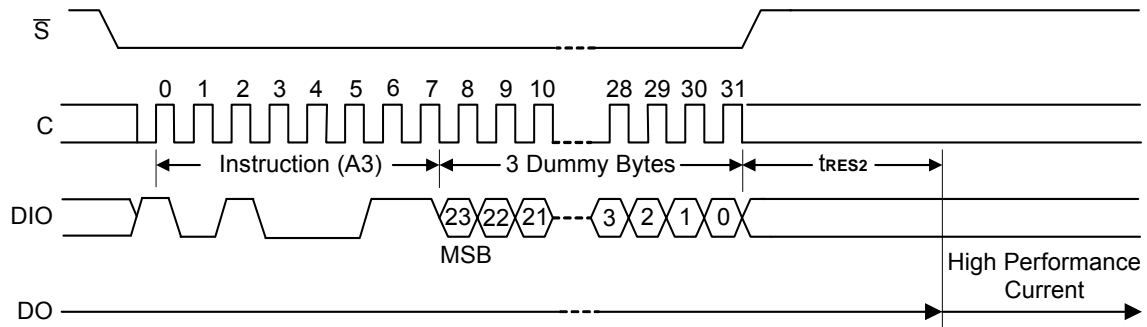 S̅
0 1 2 3 4 5 6 7 8 9 10 28 29 30 31
C
Instruction (A3) 3 Dummy Bytes tRES2
DIO 23 22 21 3 2 1 0
MSB
High Performance
Current
DO